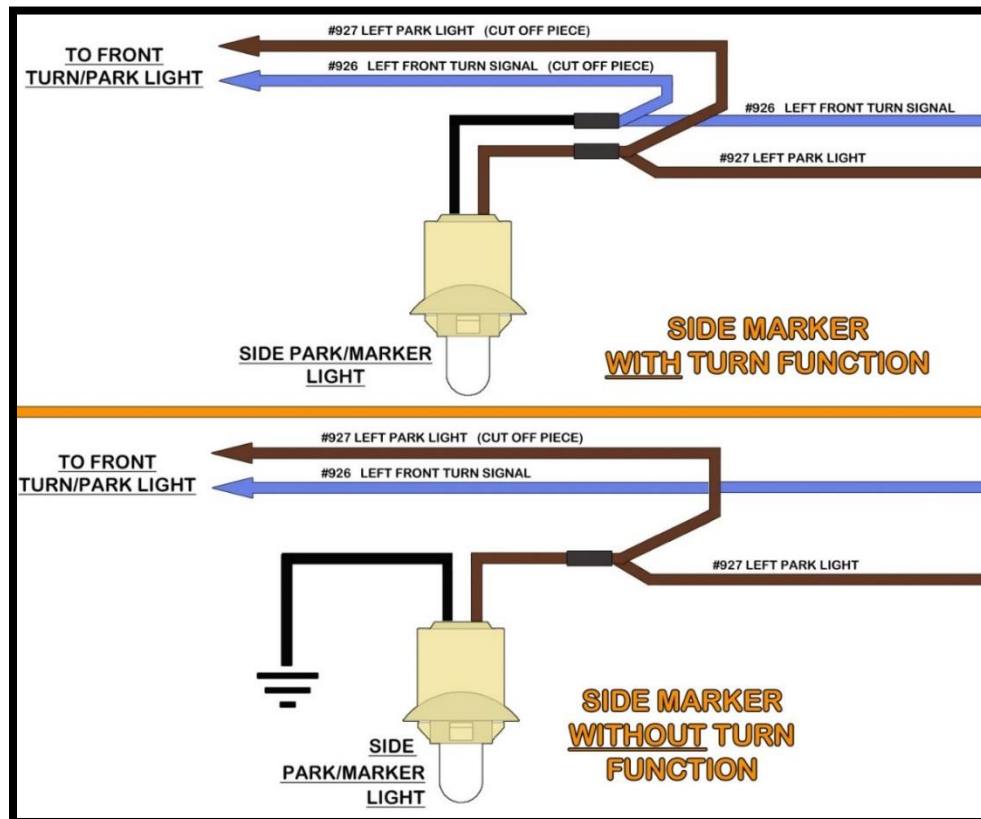 #927 LEFT PARK LIGHT (CUT OFF PIECE)
TO FRONT
TURN/PARK LIGHT
#926 LEFT FRONT TURN SIGNAL (CUT OFF PIECE)
#926 LEFT FRONT TURN SIGNAL
#927 LEFT PARK LIGHT
SIDE PARK/MARKER
LIGHT
SIDE MARKER
WITH TURN FUNCTION
#927 LEFT PARK LIGHT (CUT OFF PIECE)
TO FRONT
TURN/PARK LIGHT
#926 LEFT FRONT TURN SIGNAL
#927 LEFT PARK LIGHT
SIDE
PARK/MARKER
LIGHT
SIDE MARKER
WITHOUT TURN
FUNCTION